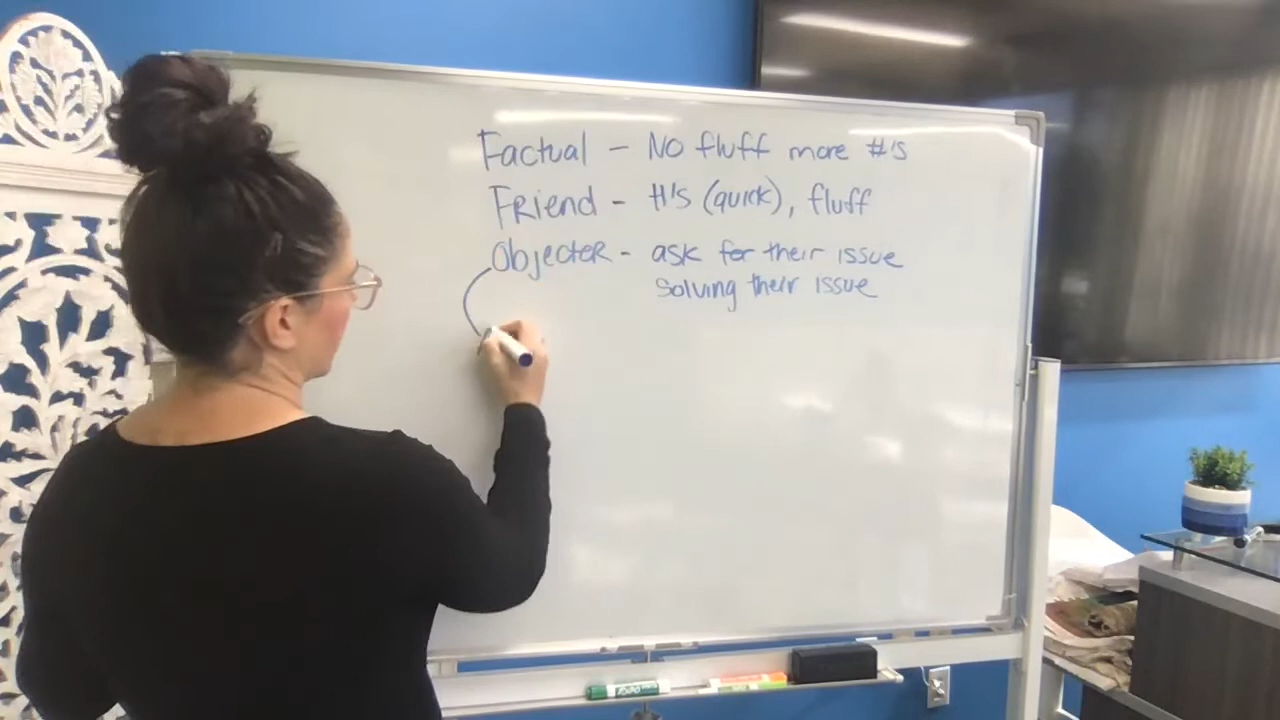 Factual - NO fluff more #'s
Friend - #'s (quick), fluff
Objecter - ask for their issue
solving their issue